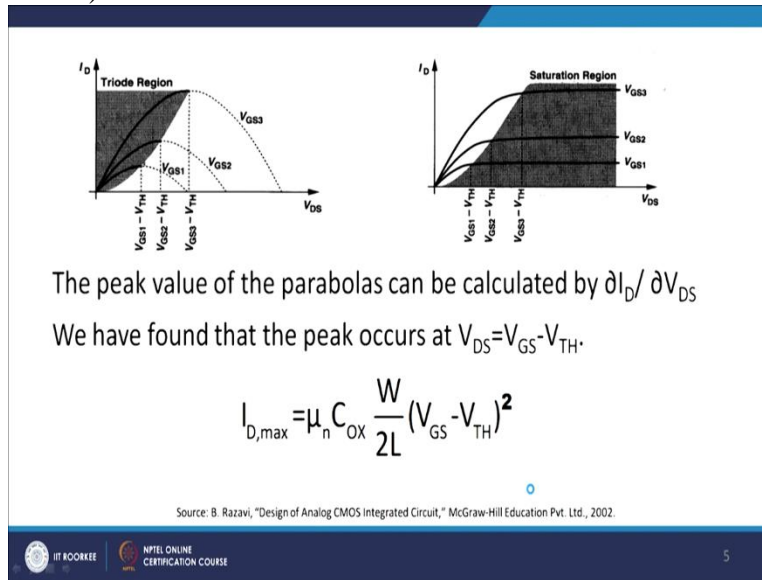 I_D
Triode Region
V_GS3
V_GS1
V_GS2
V_DS
V_GS1 – V_TH
V_GS2 – V_TH
V_GS3 – V_TH
I_D
Saturation Region
V_GS3
V_GS2
V_GS1
V_DS
V_GS1 – V_TH
V_GS2 – V_TH
V_GS3 – V_TH
The peak value of the parabolas can be calculated by ∂I_D/ ∂V_DS
We have found that the peak occurs at V_DS=V_GS-V_TH.
I_D,max =μ_n C_OX W/2L (V_GS -V_TH)²
Source: B. Razavi, "Design of Analog CMOS Integrated Circuit," McGraw-Hill Education Pvt. Ltd., 2002.
IIT ROORKEE
NPTEL ONLINE
CERTIFICATION COURSE
5